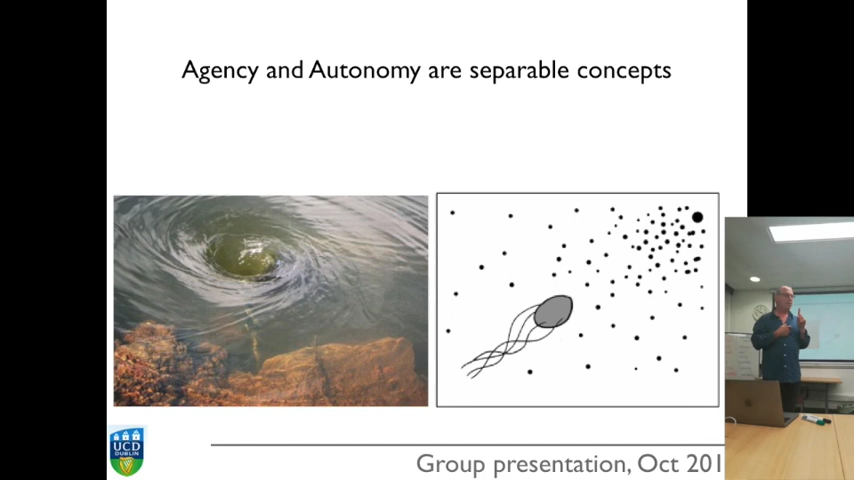 Agency and Autonomy are separable concepts
UCD
DUBLIN
Group presentation, Oct 201